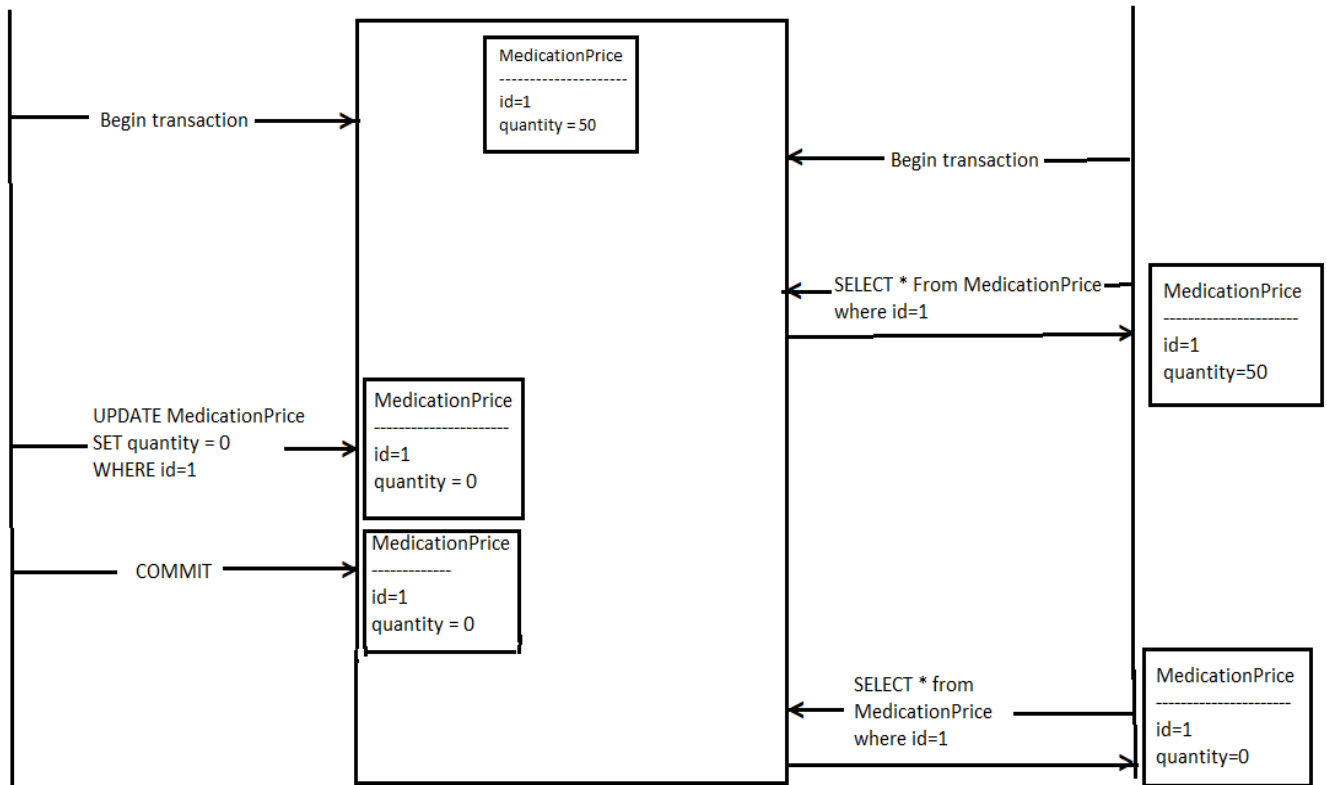 MedicationPrice
---------------------
id=1
quantity = 50
Begin transaction
Begin transaction
SELECT * From MedicationPrice
where id=1
MedicationPrice
----------------------
id=1
quantity=50
UPDATE MedicationPrice
SET quantity = 0
WHERE id=1
MedicationPrice
----------------------
id=1
quantity = 0
COMMIT
MedicationPrice
-------------
id=1
quantity = 0
SELECT * from
MedicationPrice
where id=1
MedicationPrice
----------------------
id=1
quantity=0